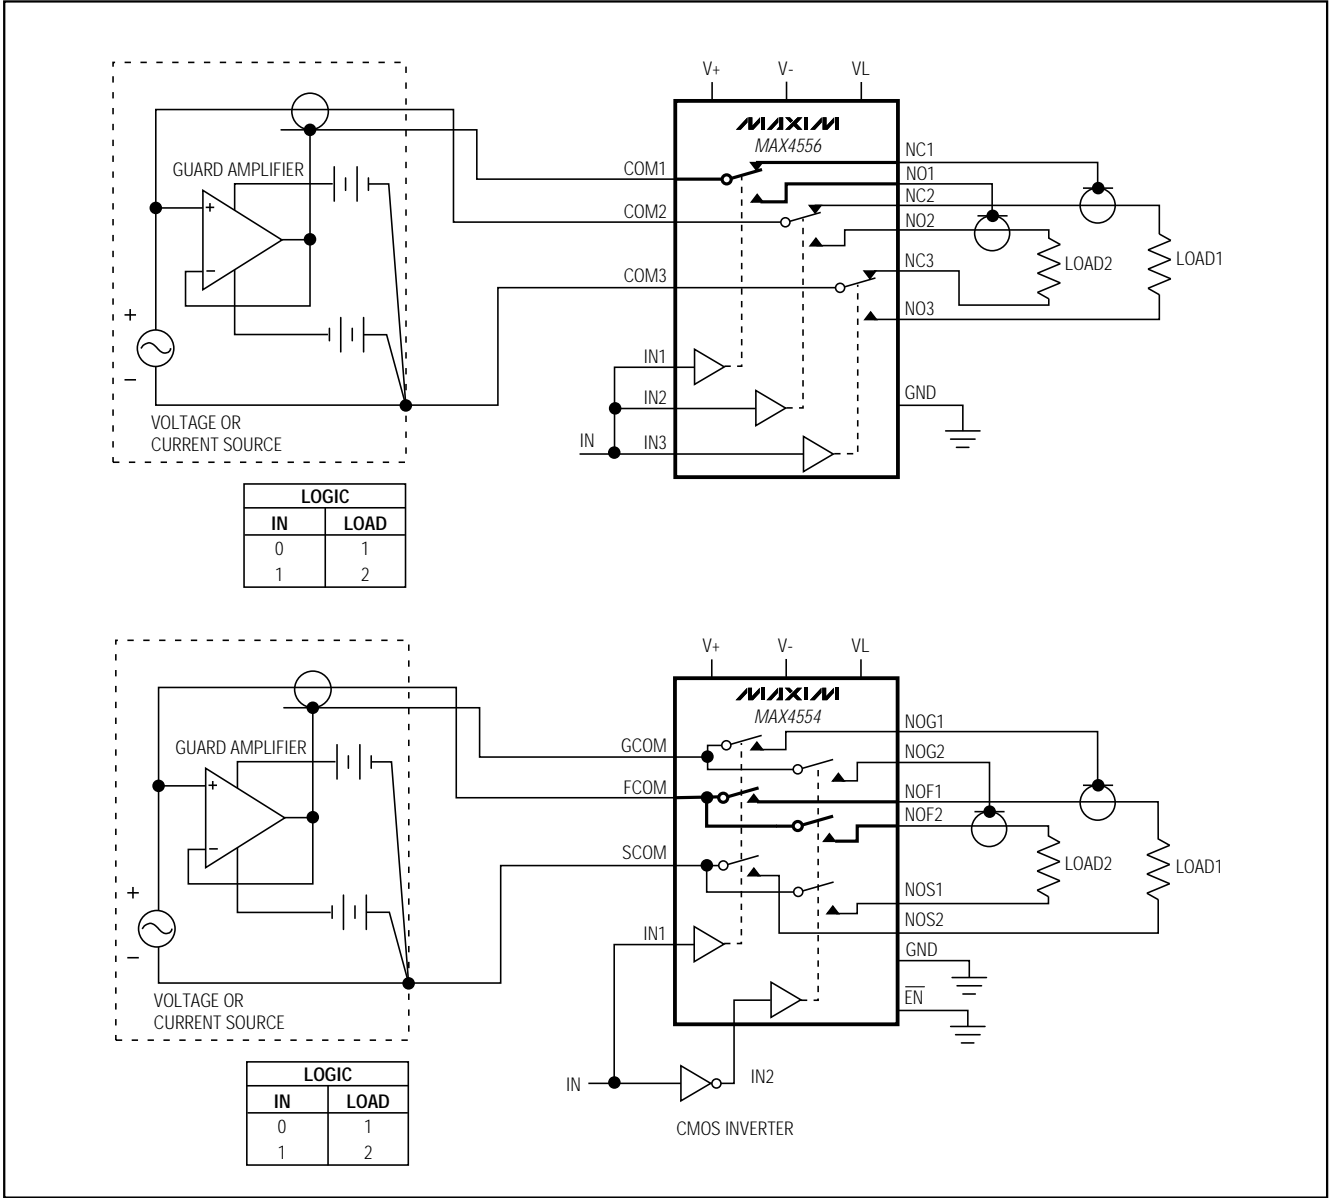 V+ V- VL
MAXIM
MAX4556
GUARD AMPLIFIER
+
−
+
−
VOLTAGE OR
CURRENT SOURCE
COM1
COM2
COM3
IN1
IN2
IN3
IN
NC1
NO1
NC2
NO2
NC3
NO3
GND
LOAD2
LOAD1
LOGIC
IN LOAD
0 1
1 2
V+ V- VL
MAXIM
MAX4554
GUARD AMPLIFIER
+
−
+
−
VOLTAGE OR
CURRENT SOURCE
GCOM
FCOM
SCOM
IN1
IN
IN2
CMOS INVERTER
NOG1
NOG2
NOF1
NOF2
NOS1
NOS2
GND
EN
LOAD2
LOAD1
LOGIC
IN LOAD
0 1
1 2